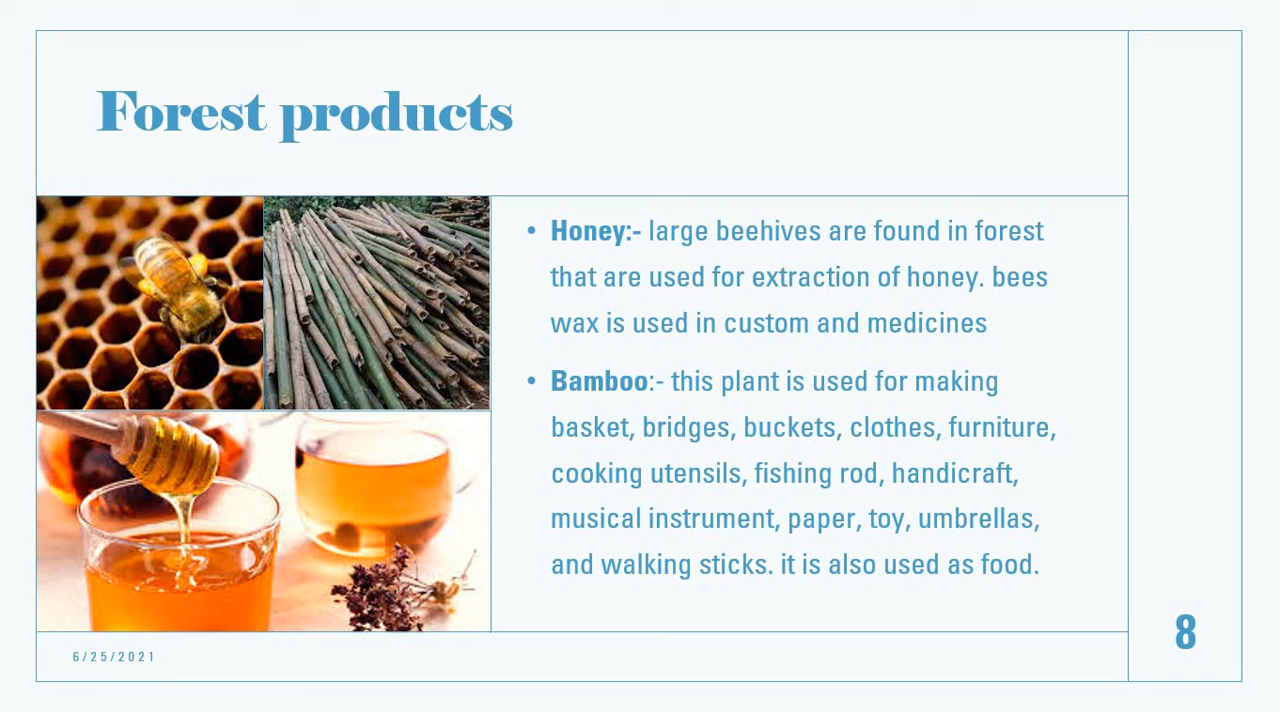 Forest products
• Honey:- large beehives are found in forest
that are used for extraction of honey. bees
wax is used in custom and medicines
• Bamboo:- this plant is used for making
basket, bridges, buckets, clothes, furniture,
cooking utensils, fishing rod, handicraft,
musical instrument, paper, toy, umbrellas,
and walking sticks. it is also used as food.
6/25/2021
8